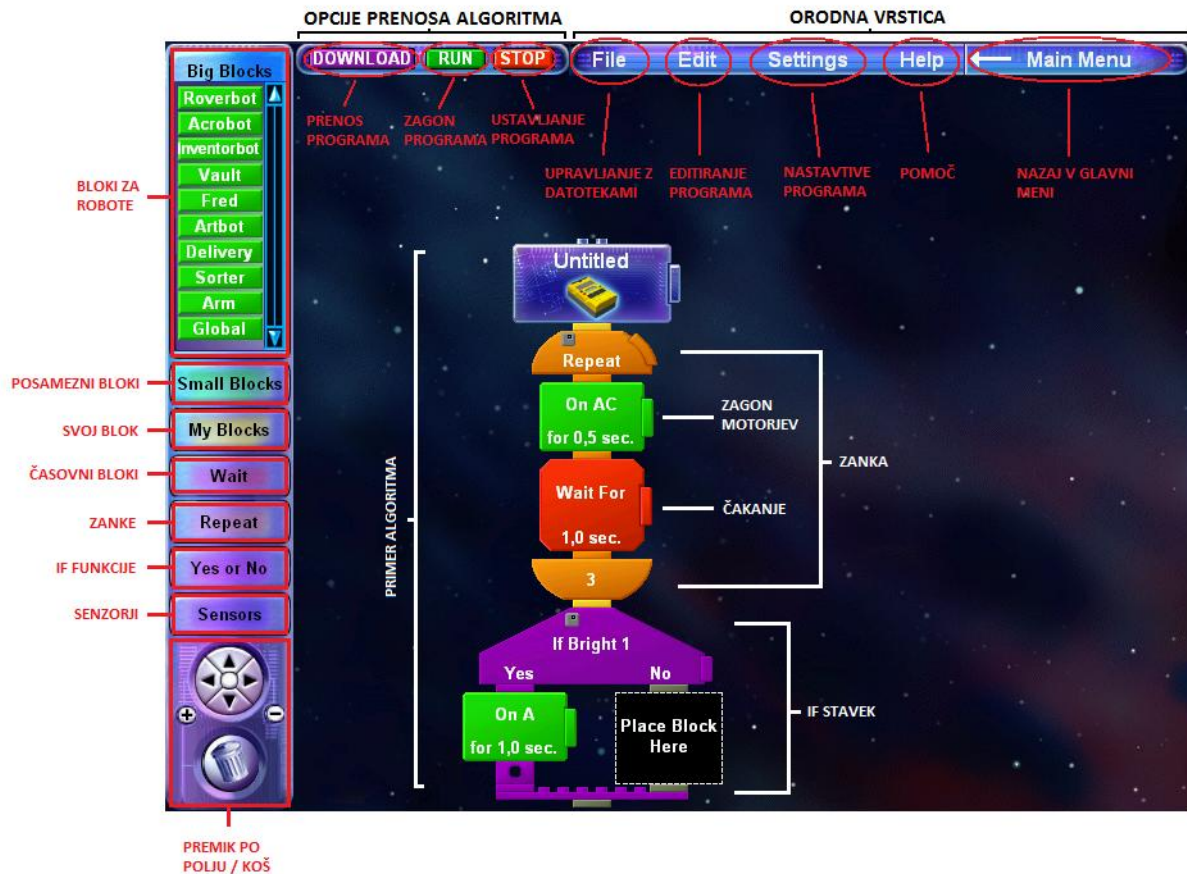 OPCIJE PRENOSA ALGORITMA
ORODNA VRSTICA
DOWNLOAD
RUN
STOP
File
Edit
Settings
Help
Main Menu
PRENOS
PROGRAMA
ZAGON
PROGRAMA
USTAVLJANJE
PROGRAMA
UPRAVLJANJE Z
DATOTEKAMI
EDITIRANJE
PROGRAMA
NASTAVTIVE
PROGRAMA
POMOČ
NAZAJ V GLAVNI
MENI
BLOKI ZA
ROBOTE
Big Blocks
Roverbot
Acrobot
Inventorbot
Vault
Fred
Artbot
Delivery
Sorter
Arm
Global
POSAMEZNI BLOKI
Small Blocks
SVOJ BLOK
My Blocks
ČASOVNI BLOKI
Wait
ZANKE
Repeat
IF FUNKCIJE
Yes or No
SENZORJI
Sensors
PREMIK PO
POLJU / KOŠ
PRIMER ALGORITMA
Untitled
Repeat
On AC
for 0,5 sec.
ZAGON
MOTORJEV
Wait For
1,0 sec.
ČAKANJE
ZANKA
3
If Bright 1
Yes
No
On A
for 1,0 sec.
Place Block
Here
IF STAVEK